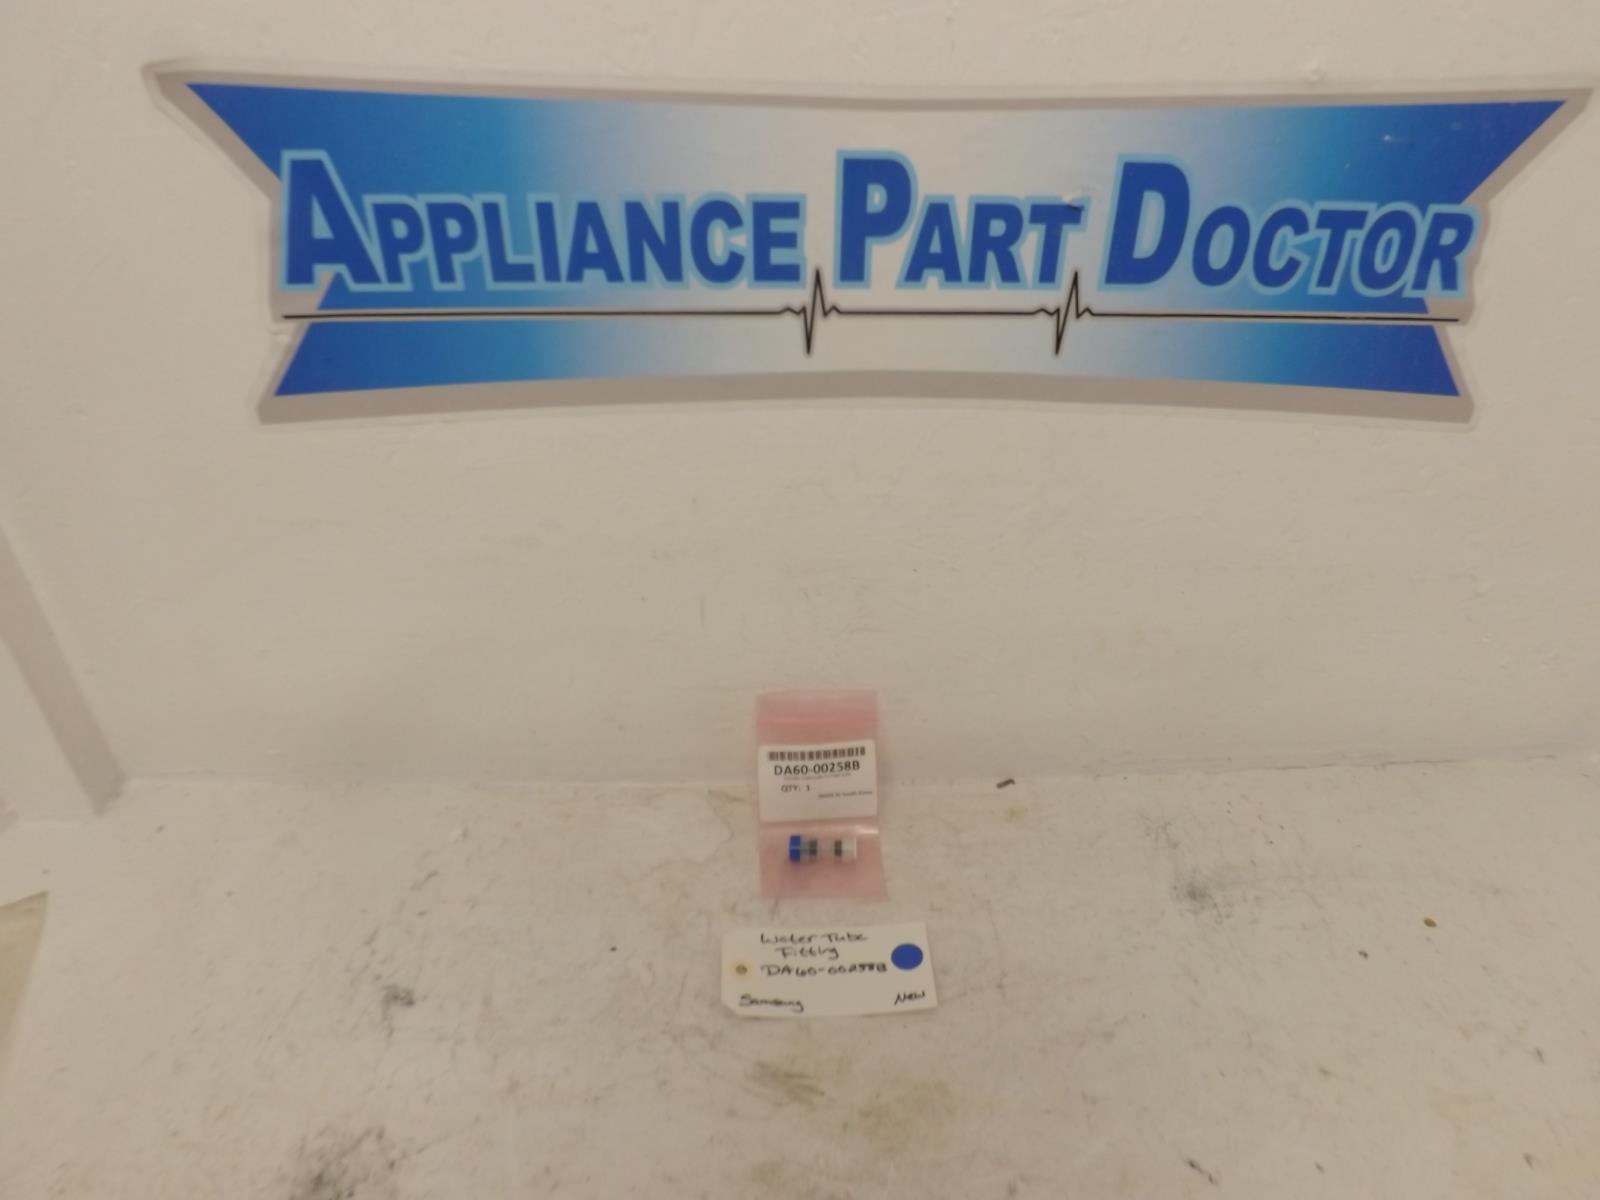 APPLIANCE PART DOCTOR
DA60-00258B
QTY: 1
Water Tube
Fitting
DA60-00258B
Samsung New